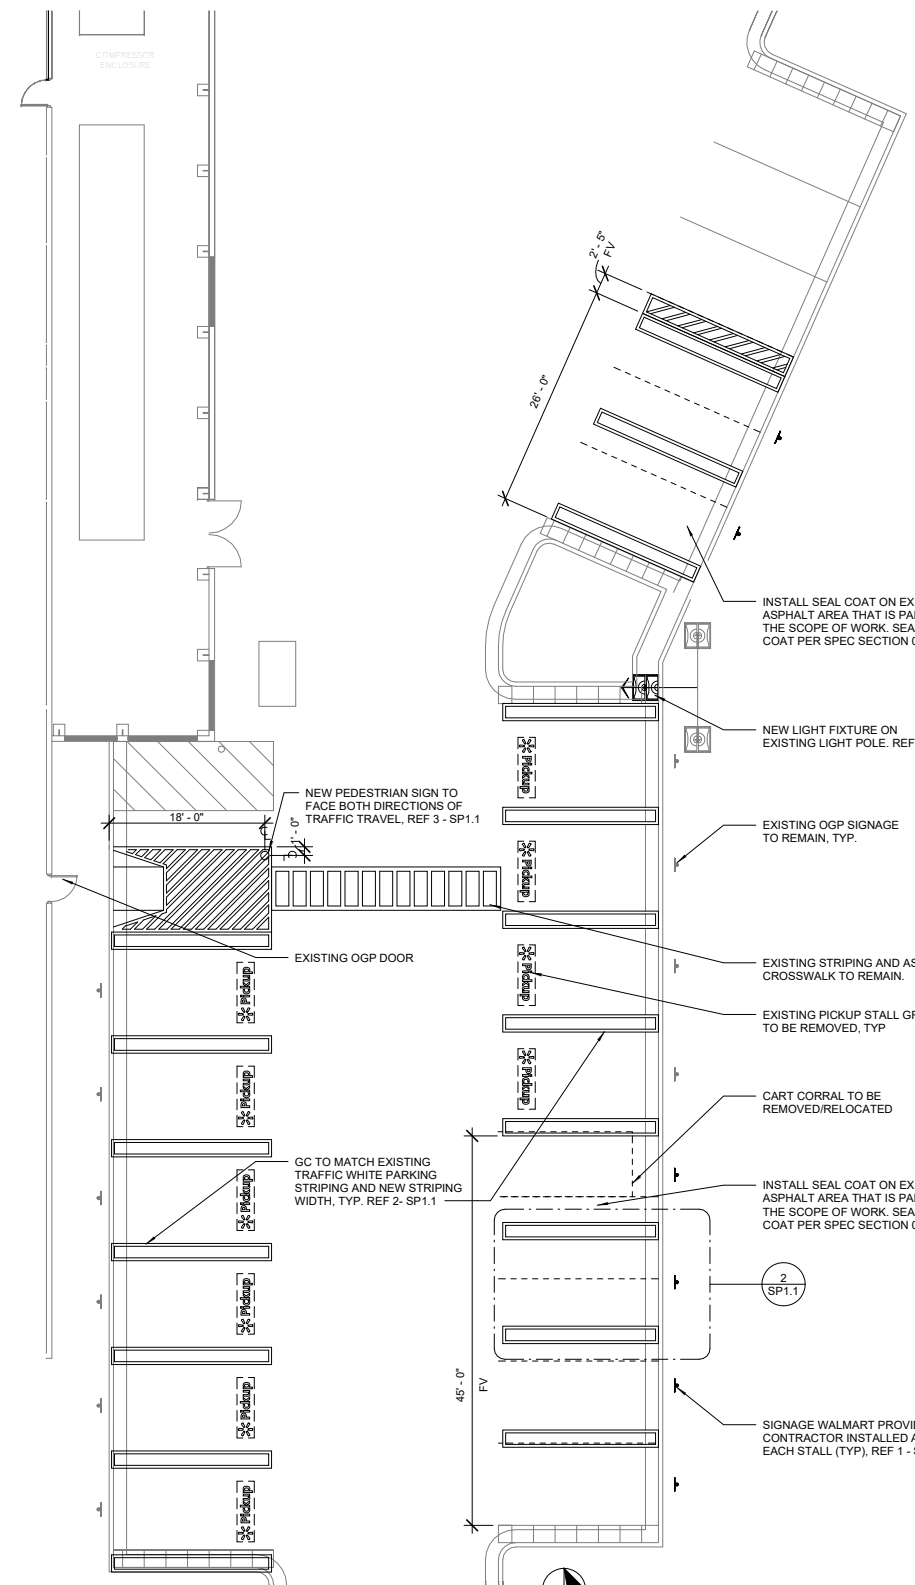 COMPRESSOR
ENCLOSURE
2' - 5"
FV
26' - 0"
INSTALL SEAL COAT ON EX
ASPHALT AREA THAT IS PA
THE SCOPE OF WORK. SEA
COAT PER SPEC SECTION
NEW LIGHT FIXTURE ON
EXISTING LIGHT POLE. REF
Pickup
NEW PEDESTRIAN SIGN TO
FACE BOTH DIRECTIONS OF
TRAFFIC TRAVEL, REF 3 - SP1.1
18' - 0"
1' - 0"
EXISTING OGP SIGNAGE
TO REMAIN, TYP.
Pickup
EXISTING OGP DOOR
EXISTING STRIPING AND AS
CROSSWALK TO REMAIN.
Pickup
Pickup
EXISTING PICKUP STALL GR
TO BE REMOVED, TYP
Pickup
Pickup
CART CORRAL TO BE
REMOVED/RELOCATED
GC TO MATCH EXISTING
TRAFFIC WHITE PARKING
STRIPING AND NEW STRIPING
WIDTH, TYP. REF 2- SP1.1
Pickup
INSTALL SEAL COAT ON EX
ASPHALT AREA THAT IS PA
THE SCOPE OF WORK. SEA
COAT PER SPEC SECTION
2
SP1.1
Pickup
45' - 0"
FV
Pickup
SIGNAGE WALMART PROVI
CONTRACTOR INSTALLED A
EACH STALL (TYP), REF 1 -
Pickup